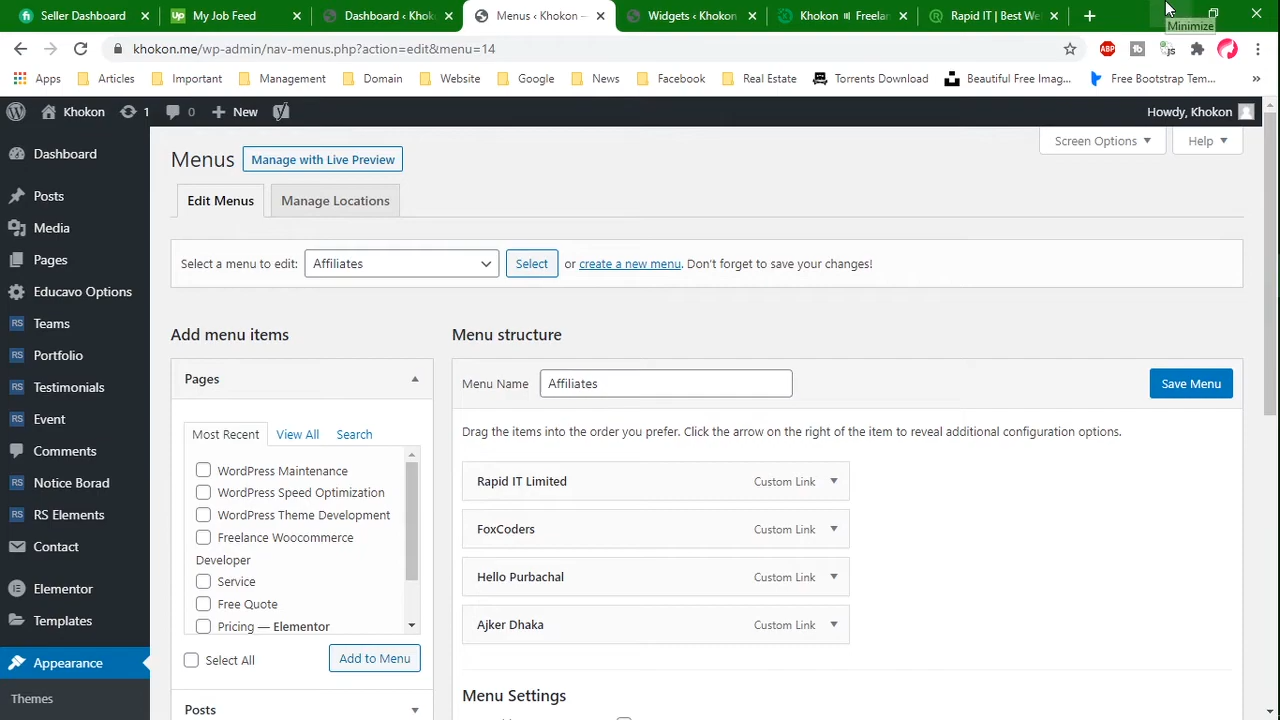 Seller Dashboard
My Job Feed
Dashboard ‹ Khoko
Menus ‹ Khokon —
Widgets ‹ Khokon
Khokon
Freelan
Rapid IT | Best We
Minimize
khokon.me/wp-admin/nav-menus.php?action=edit&menu=14
Apps
Articles
Important
Management
Domain
Website
Google
News
Facebook
Real Estate
Torrents Download
Beautiful Free Imag...
Free Bootstrap Tem...
»
Khokon
1
0
New
Howdy, Khokon
Dashboard
Posts
Media
Pages
Educavo Options
RS Teams
RS Portfolio
RS Testimonials
RS Event
RS Comments
RS Notice Borad
RS RS Elements
Contact
Elementor
Templates
Appearance
Themes
Screen Options
Help
Menus
Manage with Live Preview
Edit Menus
Manage Locations
Select a menu to edit: Affiliates Select or create a new menu. Don't forget to save your changes!
Add menu items
Pages
Most Recent
View All
Search
WordPress Maintenance
WordPress Speed Optimization
WordPress Theme Development
Freelance Woocommerce
Developer
Service
Free Quote
Pricing — Elementor
Select All
Add to Menu
Posts
Menu structure
Menu Name Affiliates
Save Menu
Drag the items into the order you prefer. Click the arrow on the right of the item to reveal additional configuration options.
Rapid IT Limited Custom Link
FoxCoders Custom Link
Hello Purbachal Custom Link
Ajker Dhaka Custom Link
Menu Settings